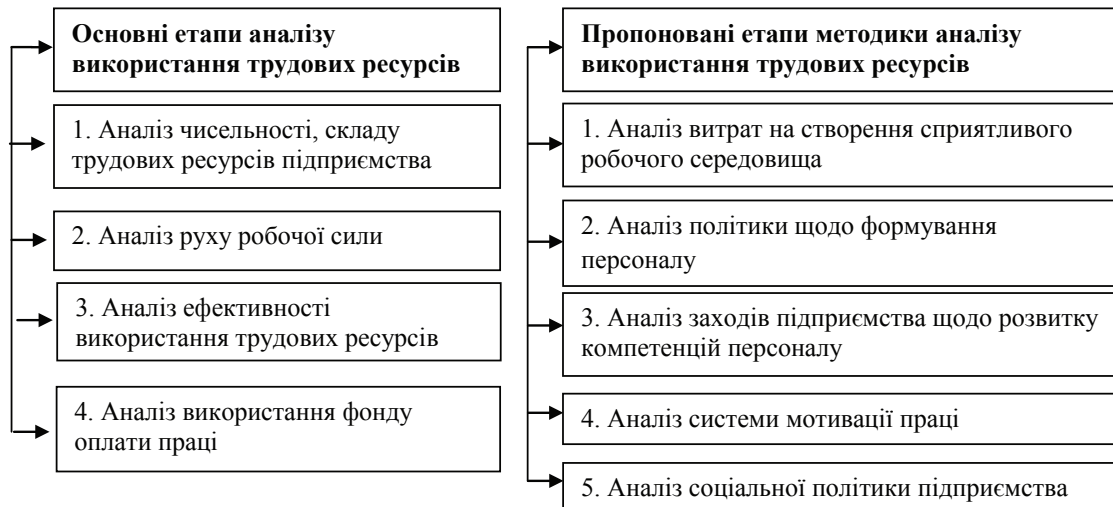 Основні етапи аналізу
використання трудових ресурсів
1. Аналіз чисельності, складу
трудових ресурсів підприємства
2. Аналіз руху робочої сили
3. Аналіз ефективності
використання трудових ресурсів
4. Аналіз використання фонду
оплати праці
Пропоновані етапи методики аналізу
використання трудових ресурсів
1. Аналіз витрат на створення сприятливого
робочого середовища
2. Аналіз політики щодо формування
персоналу
3. Аналіз заходів підприємства щодо розвитку
компетенцій персоналу
4. Аналіз системи мотивації праці
5. Аналіз соціальної політики підприємства